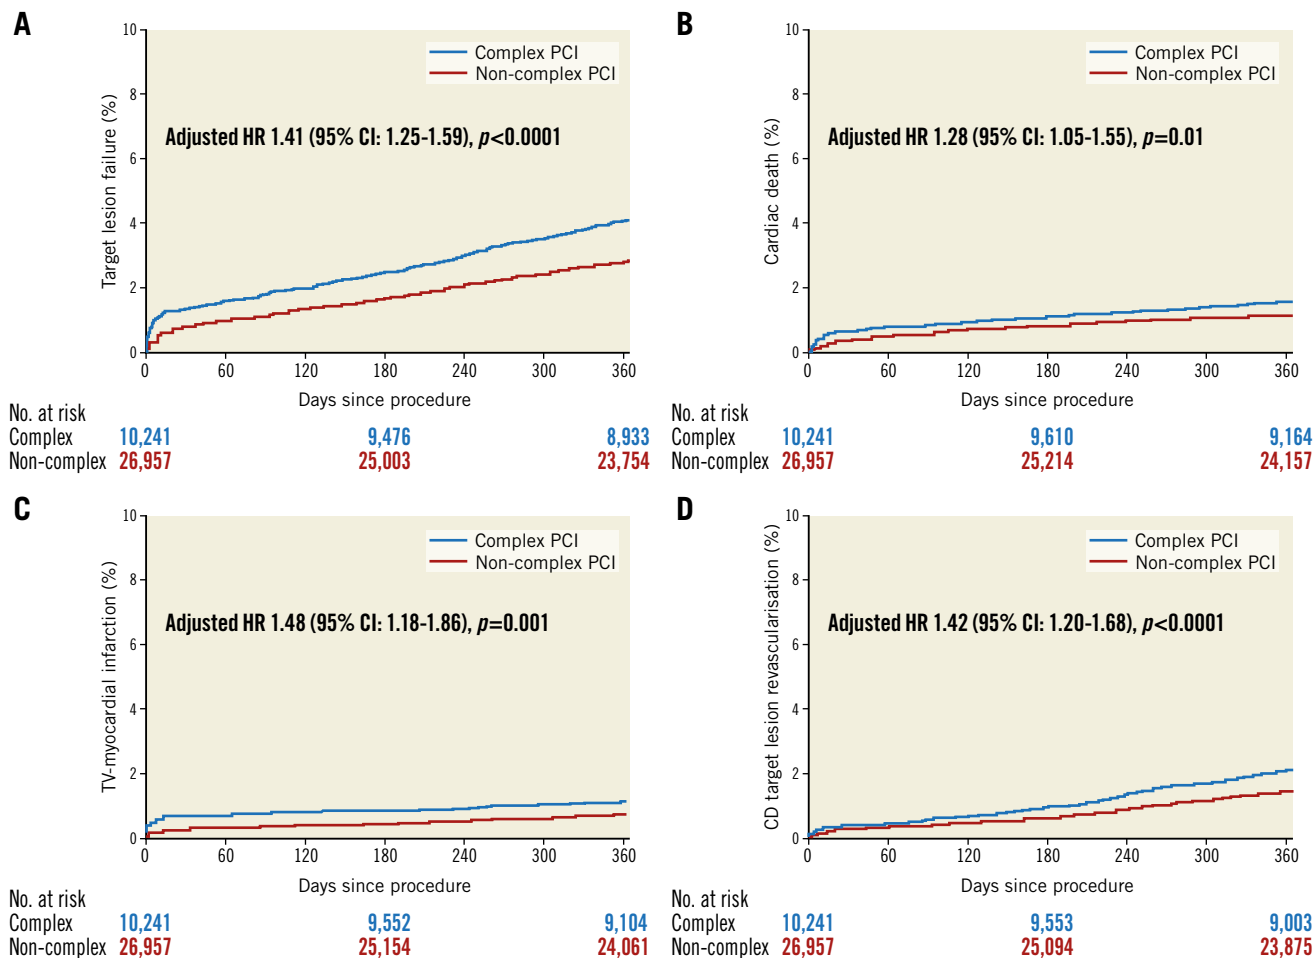 A
10
8
6
4
2
0
Target lesion failure (%)
Complex PCI
Non-complex PCI
Adjusted HR 1.41 (95% CI: 1.25-1.59), p<0.0001
0 60 120 180 240 300 360
Days since procedure
No. at risk
Complex 10,241 9,476 8,933
Non-complex 26,957 25,003 23,754
B
10
8
6
4
2
0
Cardiac death (%)
Complex PCI
Non-complex PCI
Adjusted HR 1.28 (95% CI: 1.05-1.55), p=0.01
0 60 120 180 240 300 360
Days since procedure
No. at risk
Complex 10,241 9,610 9,164
Non-complex 26,957 25,214 24,157
C
10
8
6
4
2
0
TV-myocardial infarction (%)
Complex PCI
Non-complex PCI
Adjusted HR 1.48 (95% CI: 1.18-1.86), p=0.001
0 60 120 180 240 300 360
Days since procedure
No. at risk
Complex 10,241 9,552 9,104
Non-complex 26,957 25,154 24,061
D
10
8
6
4
2
0
CD target lesion revascularisation (%)
Complex PCI
Non-complex PCI
Adjusted HR 1.42 (95% CI: 1.20-1.68), p<0.0001
0 60 120 180 240 300 360
Days since procedure
No. at risk
Complex 10,241 9,553 9,003
Non-complex 26,957 25,094 23,875